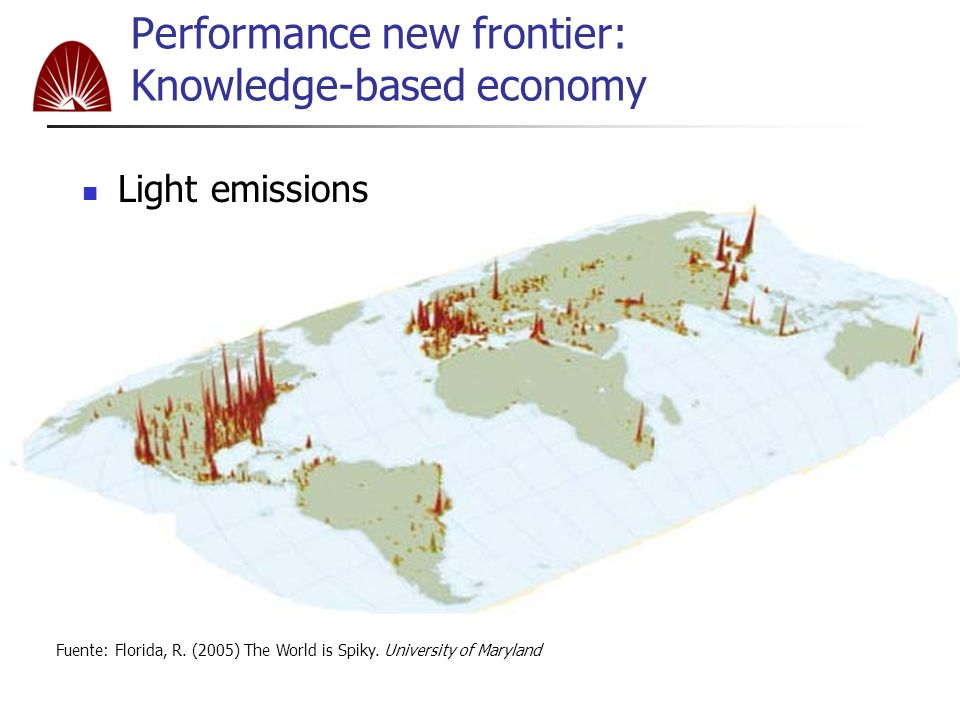 Performance new frontier:
Knowledge-based economy
Light emissions
Fuente: Florida, R. (2005) The World is Spiky. University of Maryland